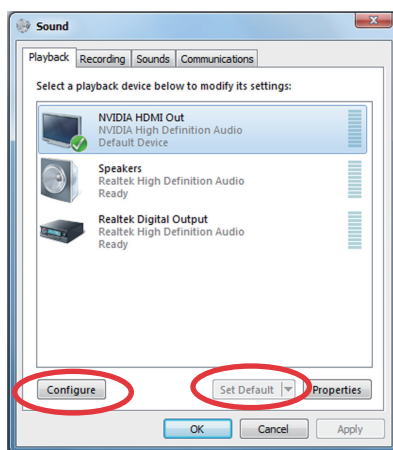 Sound
Playback Recording Sounds Communications
Select a playback device below to modify its settings:
NVIDIA HDMI Out
NVIDIA High Definition Audio
Default Device
Speakers
Realtek High Definition Audio
Ready
Realtek Digital Output
Realtek High Definition Audio
Ready
Configure Set Default Properties
OK Cancel Apply